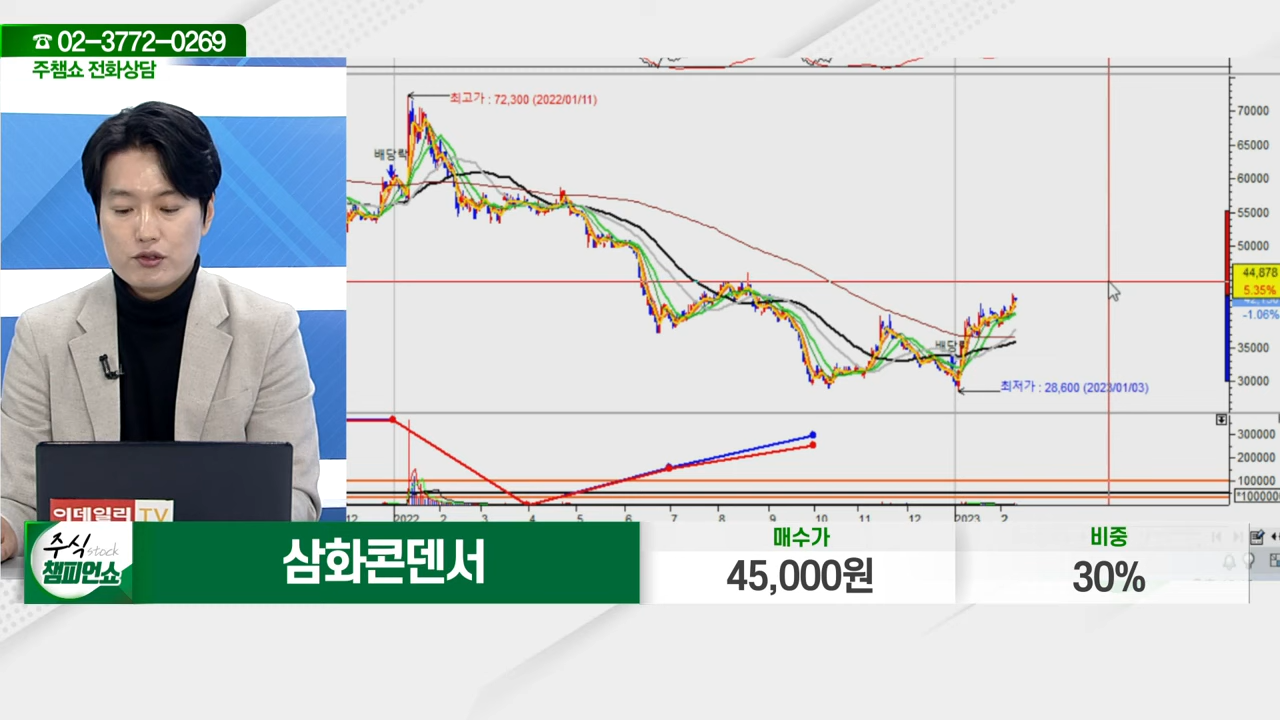 ☎ 02-3772-0269
주챔쇼 전화상담
최고가 : 72,300 (2022/01/11)
배당락
70000
65000
60000
55000
50000
44,878
5.35%
-1.06%
35000
30000
배당락
최저가 : 28,600 (2023/01/03)
300000
200000
100000
*100000
12 2022 2 3 4 5 6 7 8 9 10 11 12 2023 2
이데일리 TV
주식 stock
챔피언쇼
삼화콘덴서
매수가
45,000원
비중
30%